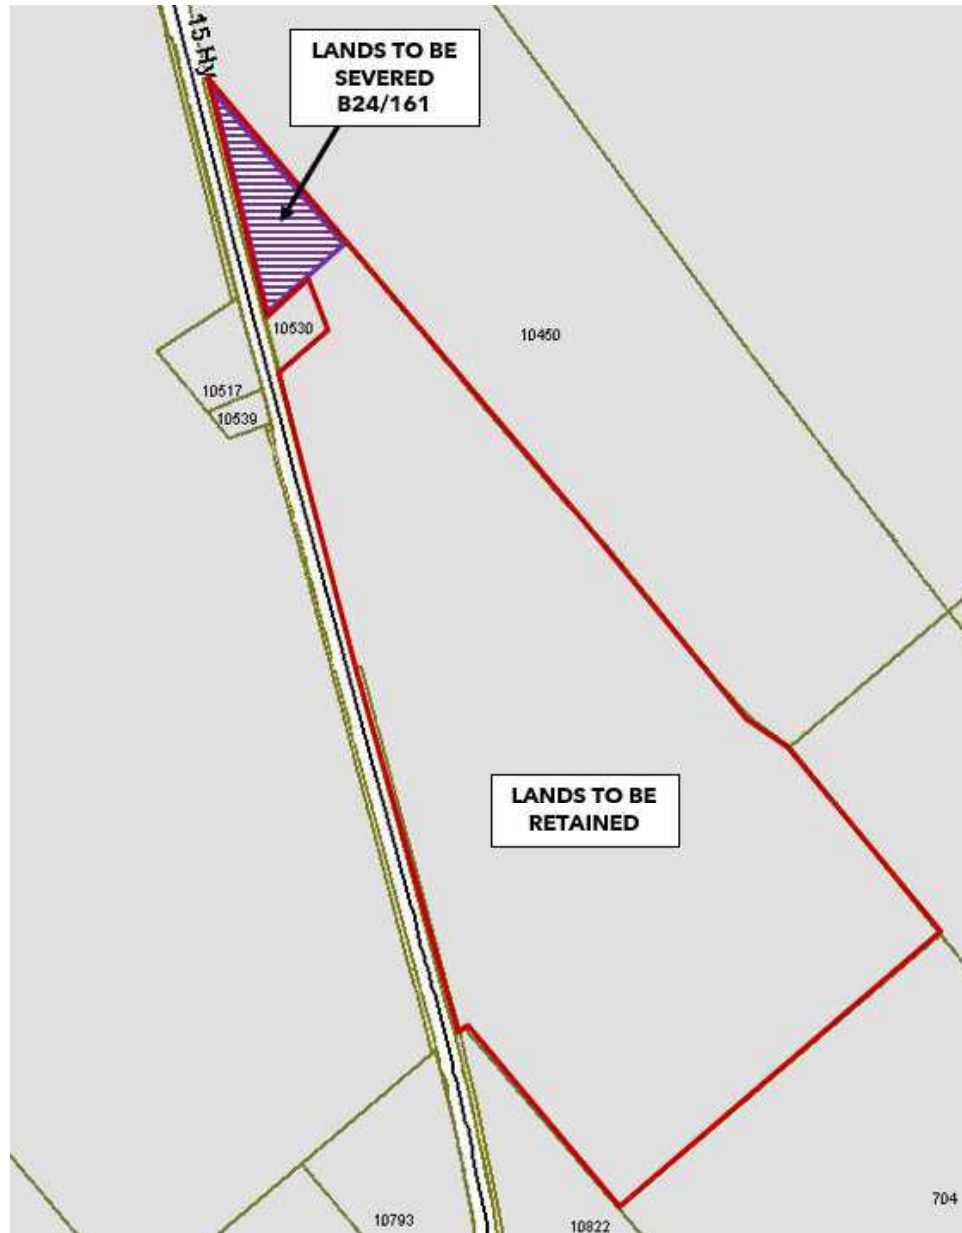 15 Hy
LANDS TO BE
SEVERED
B24/161
10530
10450
10517
10539
LANDS TO BE
RETAINED
704
10793
10822